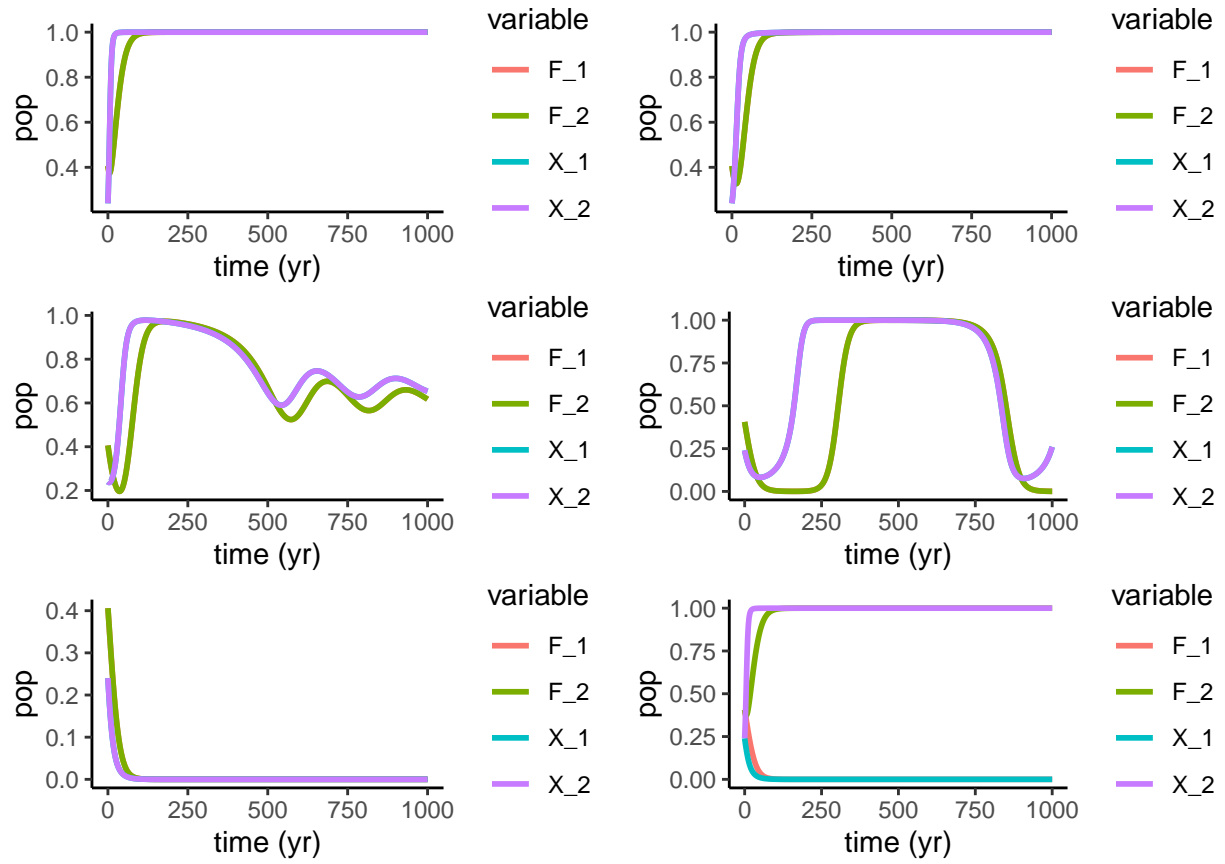 variable
1.0
0.8
0.6
0.4
pop
0 250 500 750 1000
time (yr)
F_1
F_2
X_1
X_2
variable
1.0
0.8
0.6
0.4
pop
0 250 500 750 1000
time (yr)
F_1
F_2
X_1
X_2
variable
1.0
0.8
0.6
0.4
0.2
pop
0 250 500 750 1000
time (yr)
F_1
F_2
X_1
X_2
variable
1.00
0.75
0.50
0.25
0.00
pop
0 250 500 750 1000
time (yr)
F_1
F_2
X_1
X_2
variable
0.4
0.3
0.2
0.1
0.0
pop
0 250 500 750 1000
time (yr)
F_1
F_2
X_1
X_2
variable
1.00
0.75
0.50
0.25
0.00
pop
0 250 500 750 1000
time (yr)
F_1
F_2
X_1
X_2